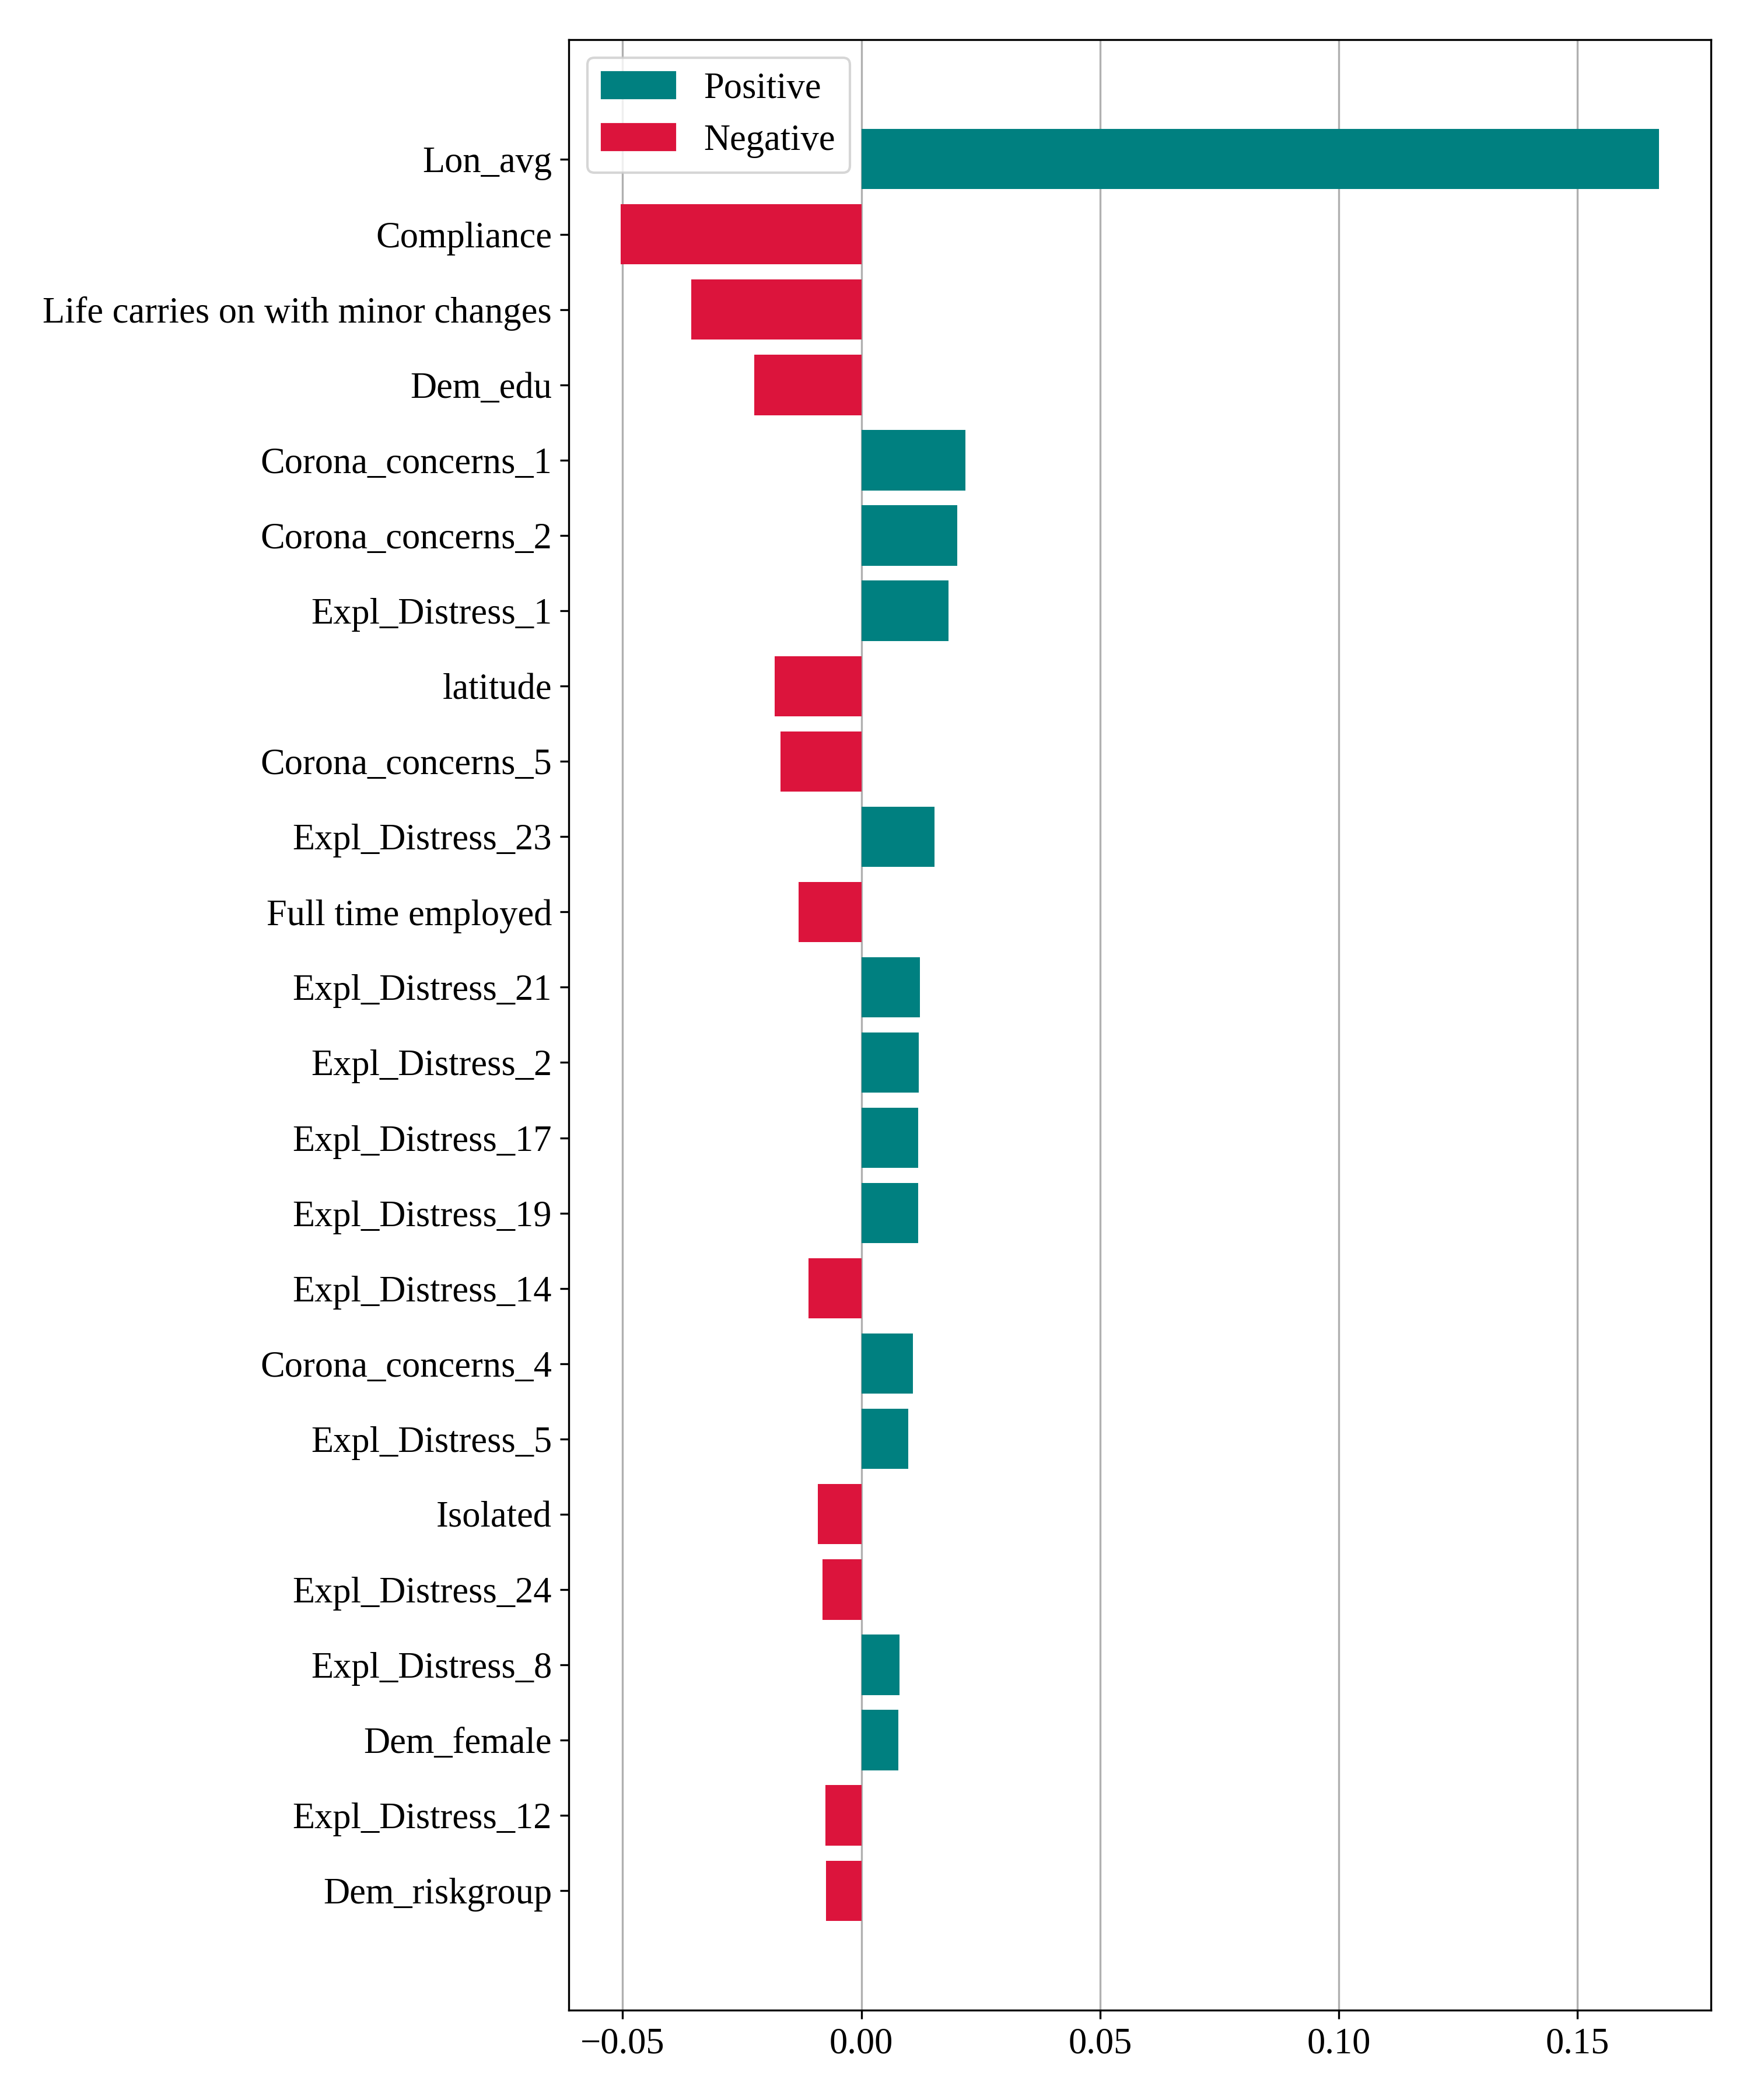 Positive
Negative
Lon_avg
Compliance
Life carries on with minor changes
Dem_edu
Corona_concerns_1
Corona_concerns_2
Expl_Distress_1
latitude
Corona_concerns_5
Expl_Distress_23
Full time employed
Expl_Distress_21
Expl_Distress_2
Expl_Distress_17
Expl_Distress_19
Expl_Distress_14
Corona_concerns_4
Expl_Distress_5
Isolated
Expl_Distress_24
Expl_Distress_8
Dem_female
Expl_Distress_12
Dem_riskgroup
−0.05 0.00 0.05 0.10 0.15